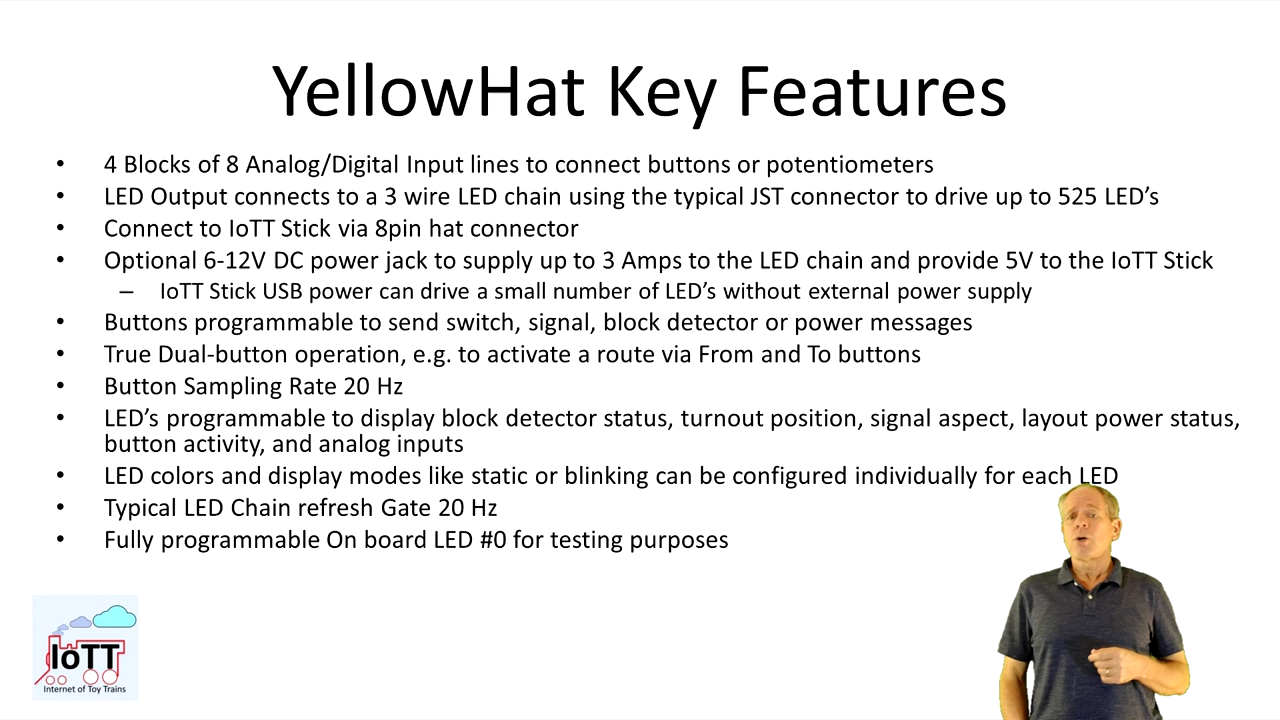 YellowHat Key Features
• 4 Blocks of 8 Analog/Digital Input lines to connect buttons or potentiometers
• LED Output connects to a 3 wire LED chain using the typical JST connector to drive up to 525 LED’s
• Connect to IoTT Stick via 8pin hat connector
• Optional 6-12V DC power jack to supply up to 3 Amps to the LED chain and provide 5V to the IoTT Stick
– IoTT Stick USB power can drive a small number of LED’s without external power supply
• Buttons programmable to send switch, signal, block detector or power messages
• True Dual-button operation, e.g. to activate a route via From and To buttons
• Button Sampling Rate 20 Hz
• LED’s programmable to display block detector status, turnout position, signal aspect, layout power status,
button activity, and analog inputs
• LED colors and display modes like static or blinking can be configured individually for each LED
• Typical LED Chain refresh Gate 20 Hz
• Fully programmable On board LED #0 for testing purposes
IoTT
Internet of Toy Trains